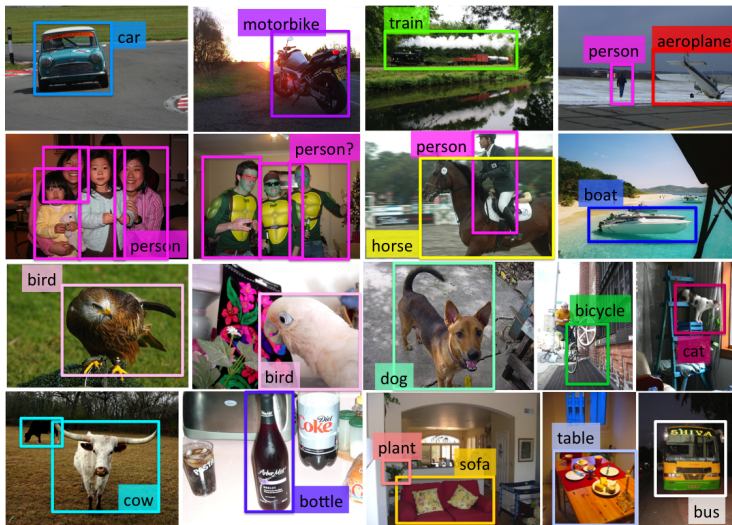 car
motorbike
train
person
aeroplane
person
person?
person
horse
boat
bird
bird
dog
bicycle
cat
cow
Diet
Coke
bottle
plant
sofa
table
SHIVA
bus